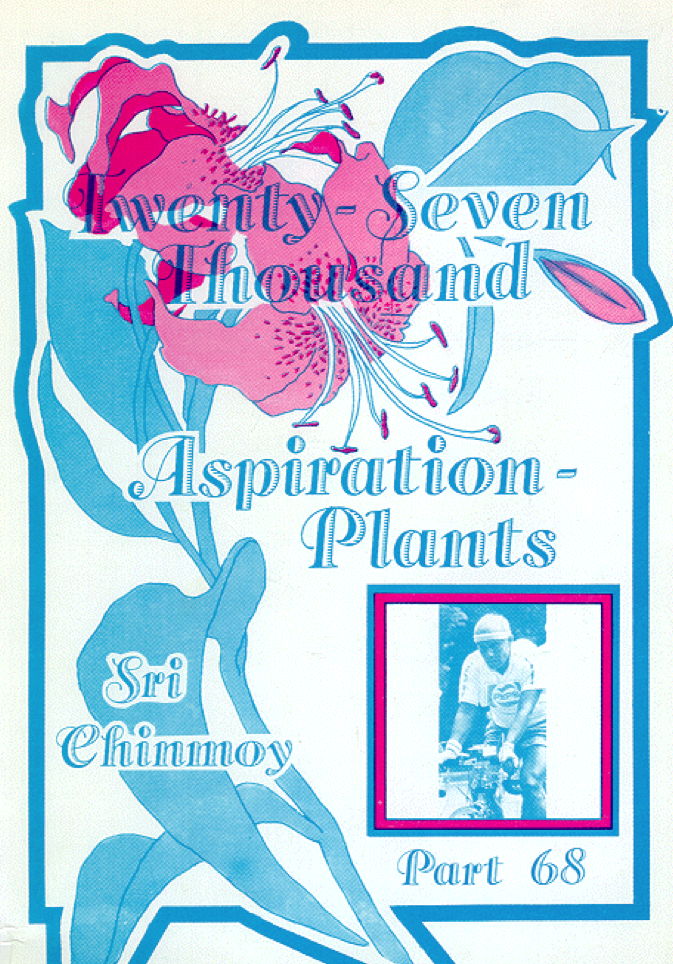 Twenty-Seven
Thousand
Aspiration-
Plants
Sri
Chinmoy
Part 68